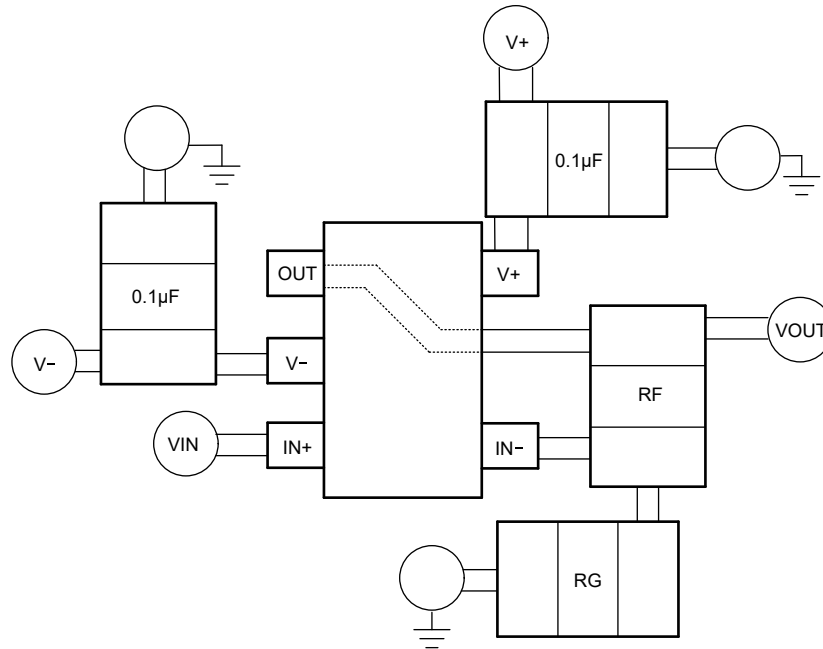 V+
0.1µF
0.1µF
OUT
V+
VOUT
V−
V−
RF
VIN
IN+
IN−
RG